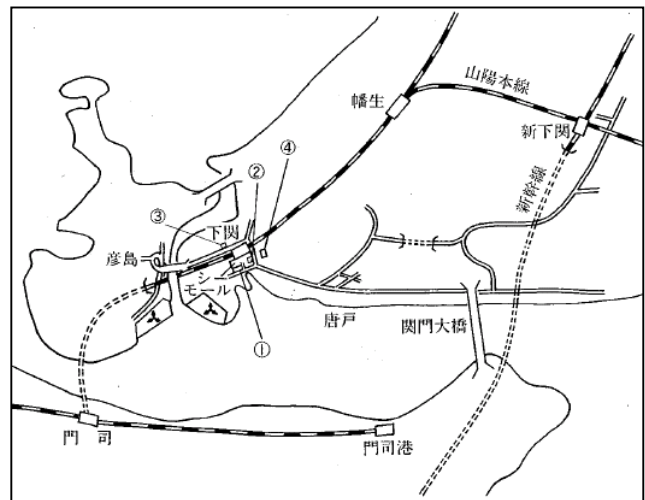 山陽本線
幡生
新下関
④
②
新幹線
③
下関
彦島
シー
モール
唐戸
関門大橋
①
門司
門司港